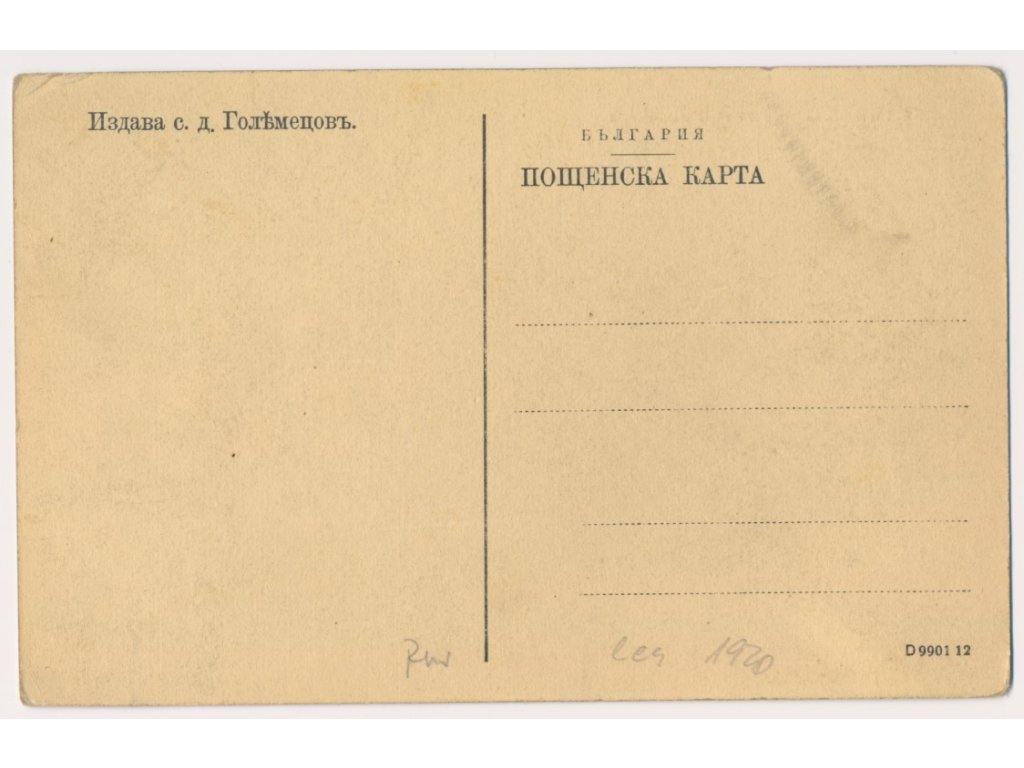 Издава с. д. Голѣмецовъ.
БЪЛГАРИЯ
ПОЩЕНСКА КАРТА
1920
D 9901 12